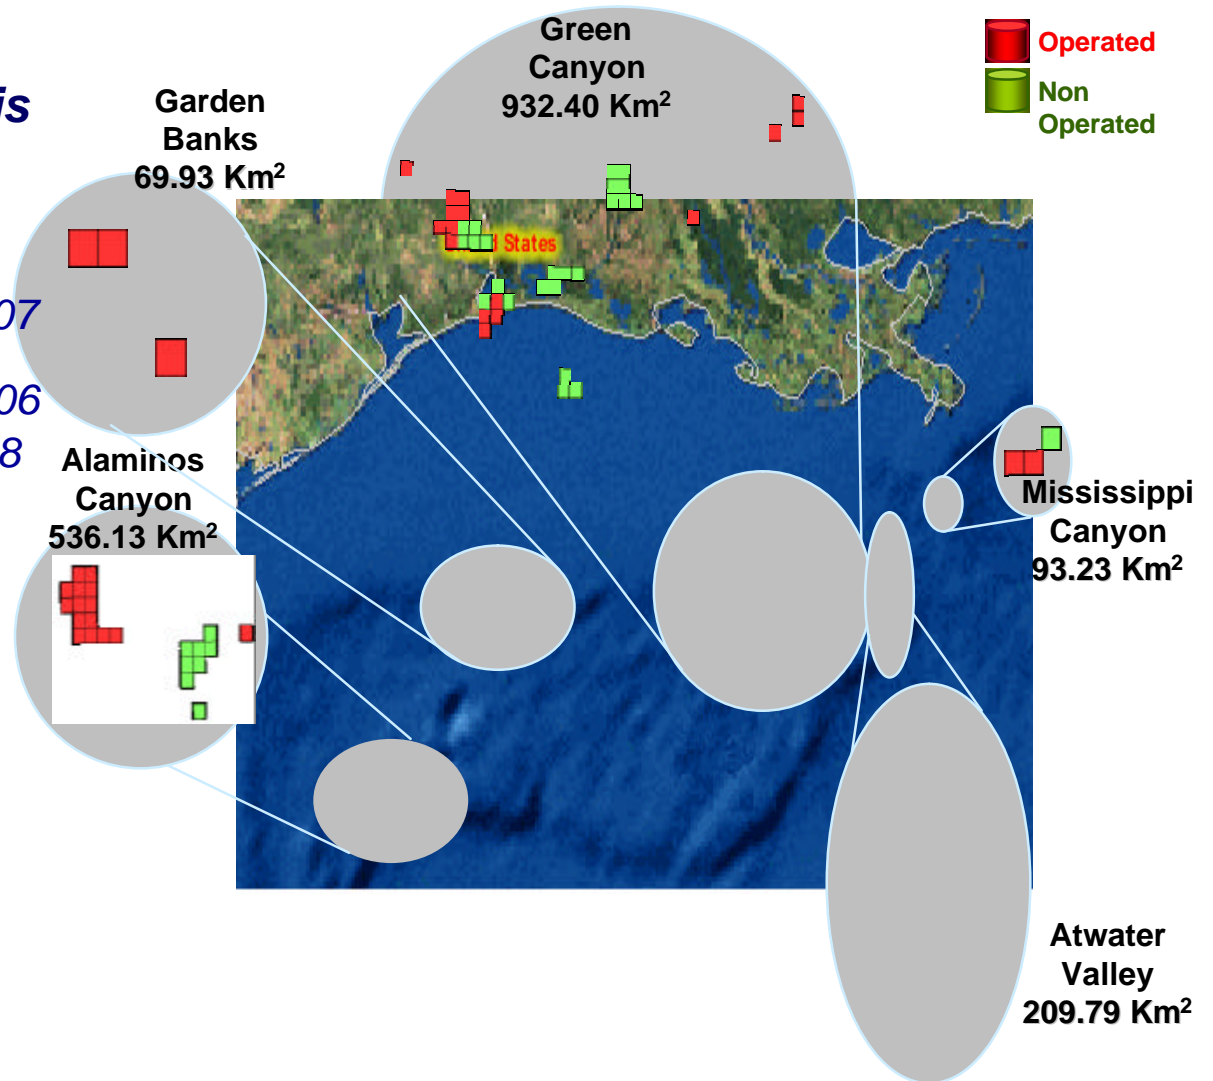 Green
Canyon
932.40 Km²
Operated
Non
Operated
is
Garden
Banks
69.93 Km²
States
07
06
8
Alaminos
Canyon
536.13 Km²
Mississippi
Canyon
93.23 Km²
Atwater
Valley
209.79 Km²